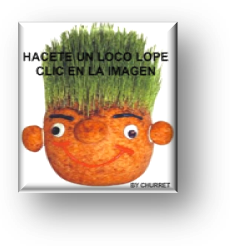 HACETE UN LOCO LOPE
CLIC EN LA IMAGEN
BY CHURRET